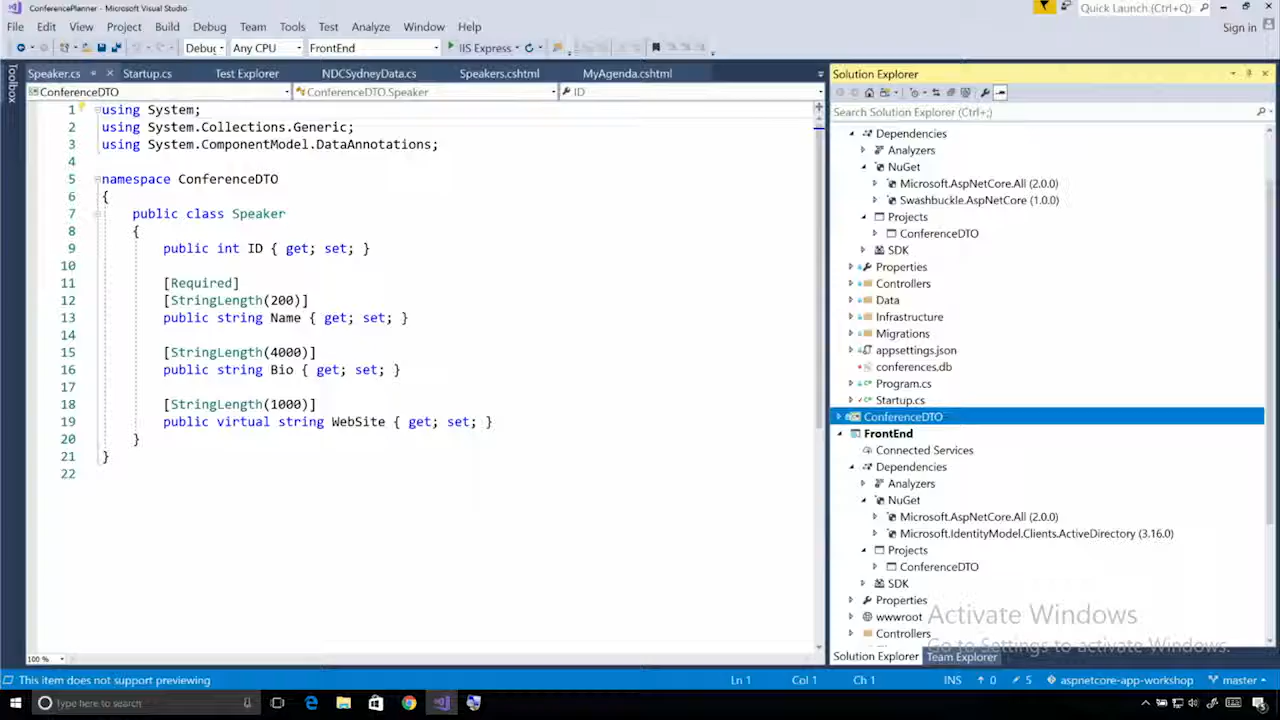 ConferencePlanner - Microsoft Visual Studio
Quick Launch (Ctrl+Q)
File Edit View Project Build Debug Team Tools Test Analyze Window Help
Sign in
Debug Any CPU FrontEnd IIS Express
Toolbox
Speaker.cs Startup.cs Test Explorer NDCSydneyData.cs Speakers.cshtml MyAgenda.cshtml
ConferenceDTO ConferenceDTO.Speaker ID
1 using System;
2 using System.Collections.Generic;
3 using System.ComponentModel.DataAnnotations;
4
5 namespace ConferenceDTO
6 {
7 public class Speaker
8 {
9 public int ID { get; set; }
10
11 [Required]
12 [StringLength(200)]
13 public string Name { get; set; }
14
15 [StringLength(4000)]
16 public string Bio { get; set; }
17
18 [StringLength(1000)]
19 public virtual string WebSite { get; set; }
20 }
21 }
22
100 %
Solution Explorer
Search Solution Explorer (Ctrl+;)
Dependencies
Analyzers
NuGet
Microsoft.AspNetCore.All (2.0.0)
Swashbuckle.AspNetCore (1.0.0)
Projects
ConferenceDTO
SDK
Properties
Controllers
Data
Infrastructure
Migrations
appsettings.json
conferences.db
Program.cs
Startup.cs
ConferenceDTO
FrontEnd
Connected Services
Dependencies
Analyzers
NuGet
Microsoft.AspNetCore.All (2.0.0)
Microsoft.IdentityModel.Clients.ActiveDirectory (3.16.0)
Projects
ConferenceDTO
SDK
Properties
wwwroot
Controllers
Activate Windows
Go to Settings to activate Windows.
Solution Explorer Team Explorer
This item does not support previewing Ln 1 Col 1 Ch 1 INS 0 5 aspnetcore-app-workshop master
Type here to search